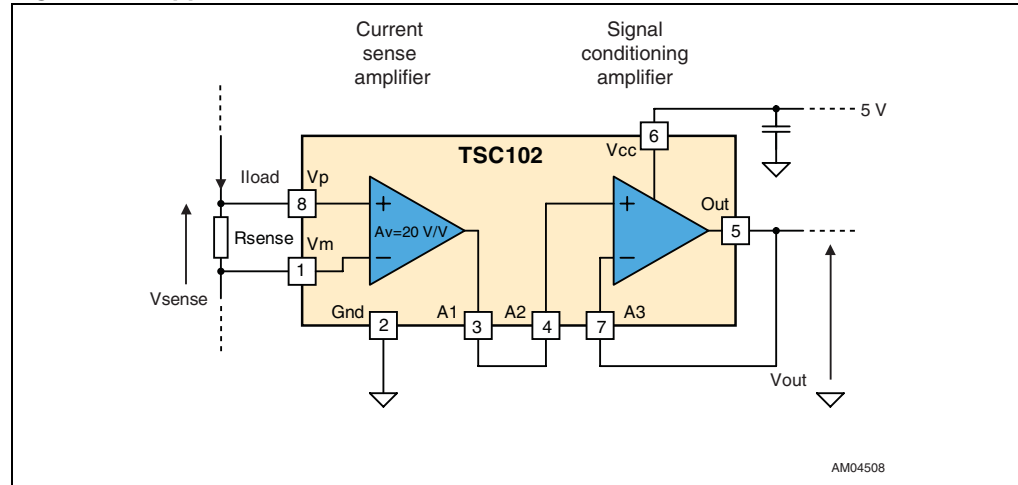 Current
sense
amplifier
Signal
conditioning
amplifier
5 V
6
Vcc
TSC102
Iload
Vp
8
+
Av=20 V/V
−
Rsense
Vm
1
Vsense
+
−
Out
5
Gnd
2
A1
3
A2
4
7
A3
Vout
AM04508